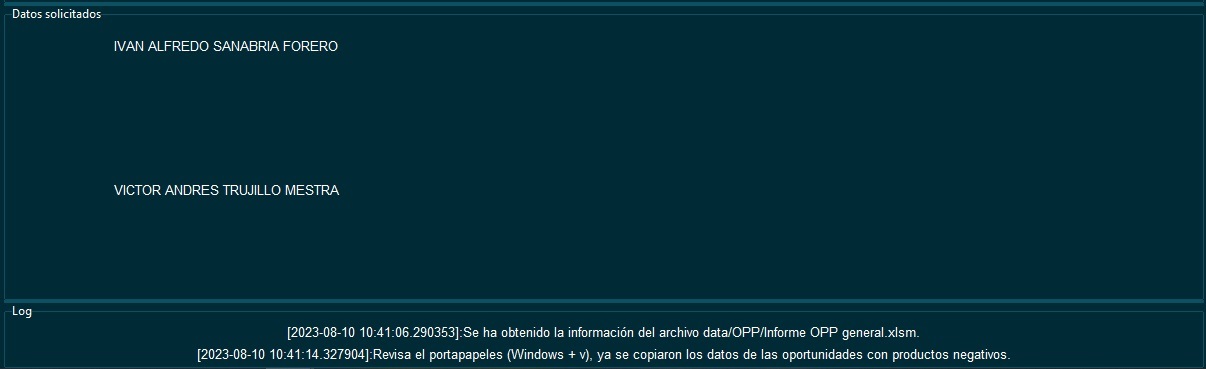 Datos solicitados
IVAN ALFREDO SANABRIA FORERO
VICTOR ANDRES TRUJILLO MESTRA
Log
[2023-08-10 10:41:06.290353]:Se ha obtenido la información del archivo data/OPP/Informe OPP general.xlsm.
[2023-08-10 10:41:14.327904]:Revisa el portapapeles (Windows + v), ya se copiaron los datos de las oportunidades con productos negativos.